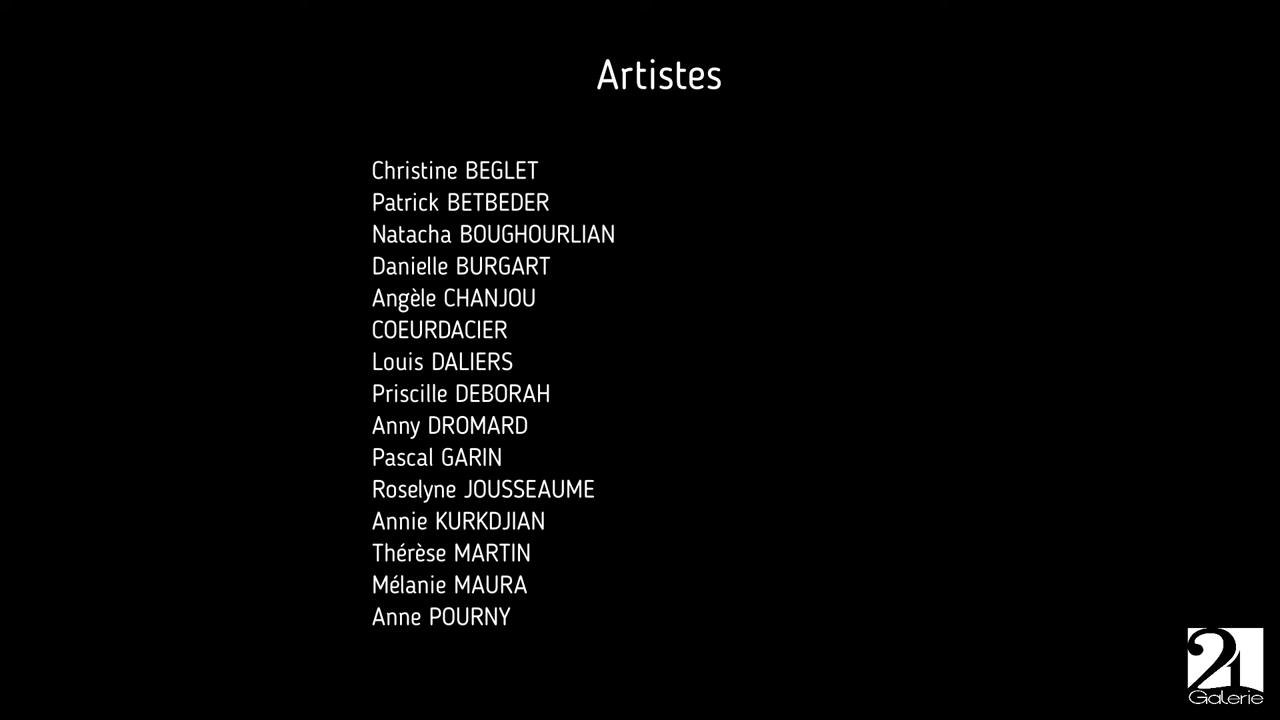 Artistes
Christine BEGLET
Patrick BETBEDER
Natacha BOUGHOURLIAN
Danielle BURGART
Angèle CHANJOU
COEURDACIER
Louis DALIERS
Priscille DEBORAH
Anny DROMARD
Pascal GARIN
Roselyne JOUSSEAUME
Annie KURKDJIAN
Thérèse MARTIN
Mélanie MAURA
Anne POURNY
21
Galerie